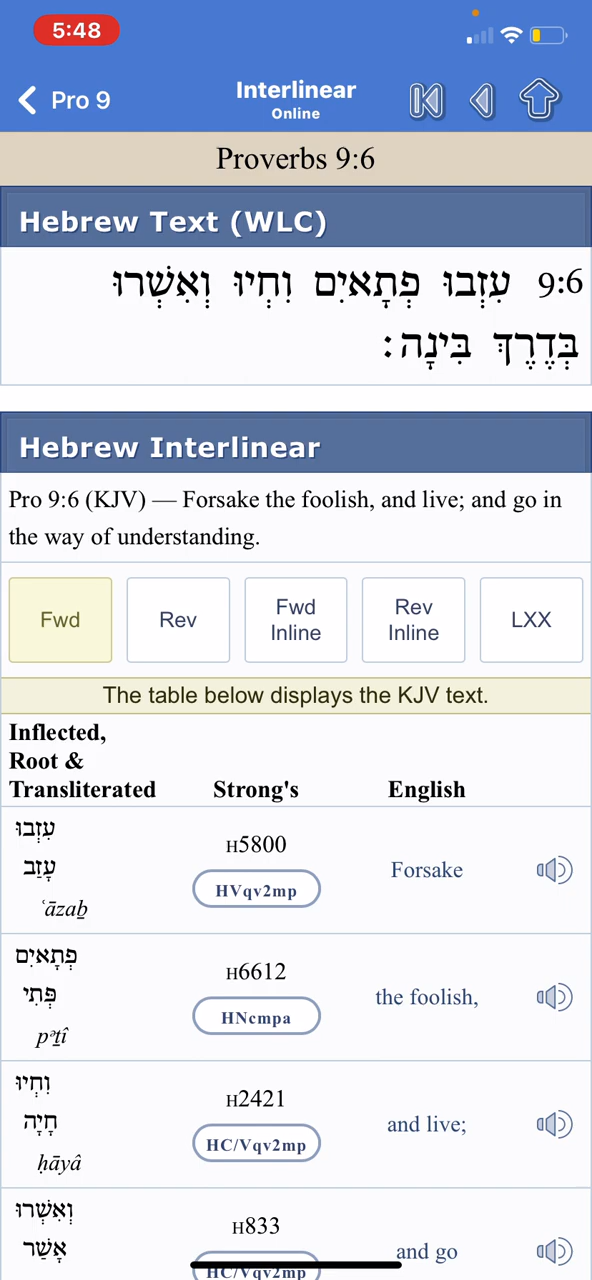 5:48
Pro 9
Interlinear
Online
Proverbs 9:6
Hebrew Text (WLC)
9:6 עִזְב֣וּ פְתָאיִ֣ם וִֽחְי֑וּ וְ֝אִשְׁר֗וּ
בְּדֶ֣רֶךְ בִּינָֽה׃
Hebrew Interlinear
Pro 9:6 (KJV) — Forsake the foolish, and live; and go in
the way of understanding.
Fwd
Rev
Fwd
Inline
Rev
Inline
LXX
The table below displays the KJV text.
Inflected,
Root &
Transliterated
Strong's
English
עִזְבוּ
עָזַב
ʿāzaḇ
H5800
HVqv2mp
Forsake
פְתָאיִם
פְּתִי
pᵊṯî
H6612
HNcmpa
the foolish,
וִחְיוּ
חָיָה
ḥāyâ
H2421
HC/Vqv2mp
and live;
וְאִשְׁרוּ
אָשַׁר
H833
HC/Vqv2mp
and go